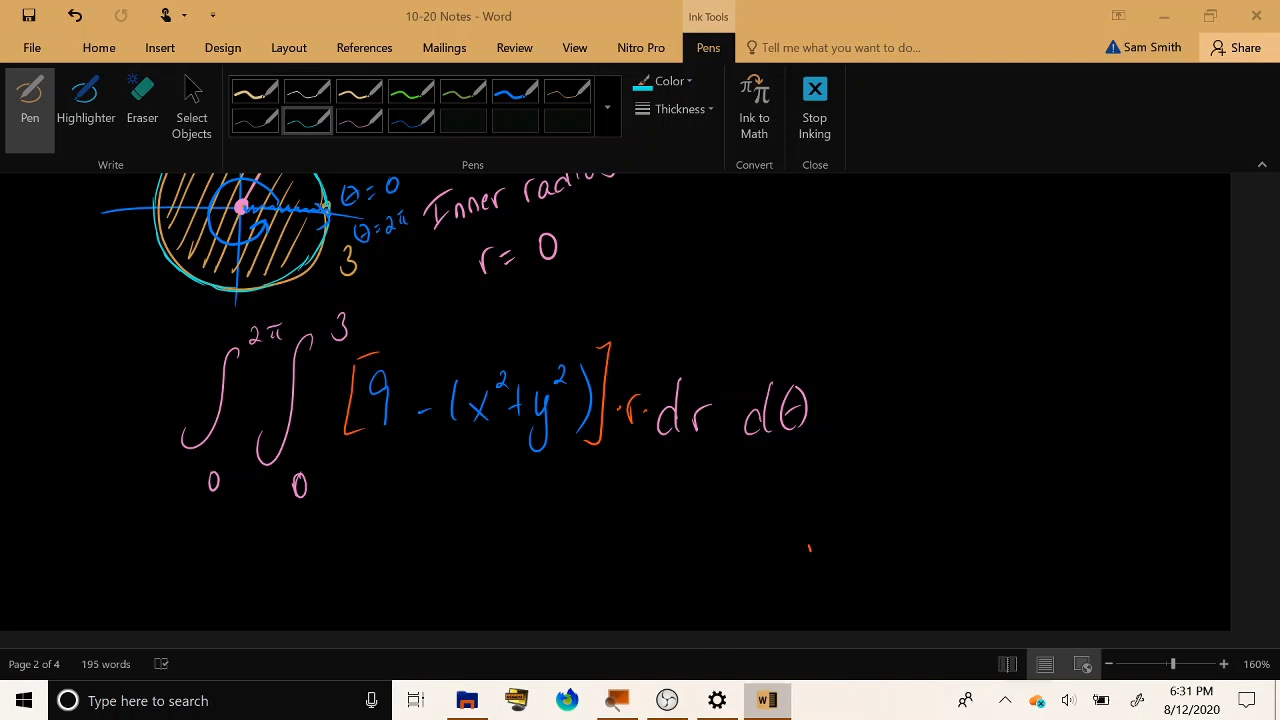 10-20 Notes - Word
Ink Tools
File Home Insert Design Layout References Mailings Review View Nitro Pro Pens Tell me what you want to do... Sam Smith Share
Color
Thickness
Pen Highlighter Eraser Select Objects
Ink to Math
Stop Inking
Write Pens Convert Close
θ = 0
Inner radius
θ = 2π
3
r = 0
∫₀^{2π} ∫₀^{3} [9 - (x² + y²)] · r · dr dθ
Page 2 of 4 195 words 160%
Type here to search
6:31 PM
8/12/2020